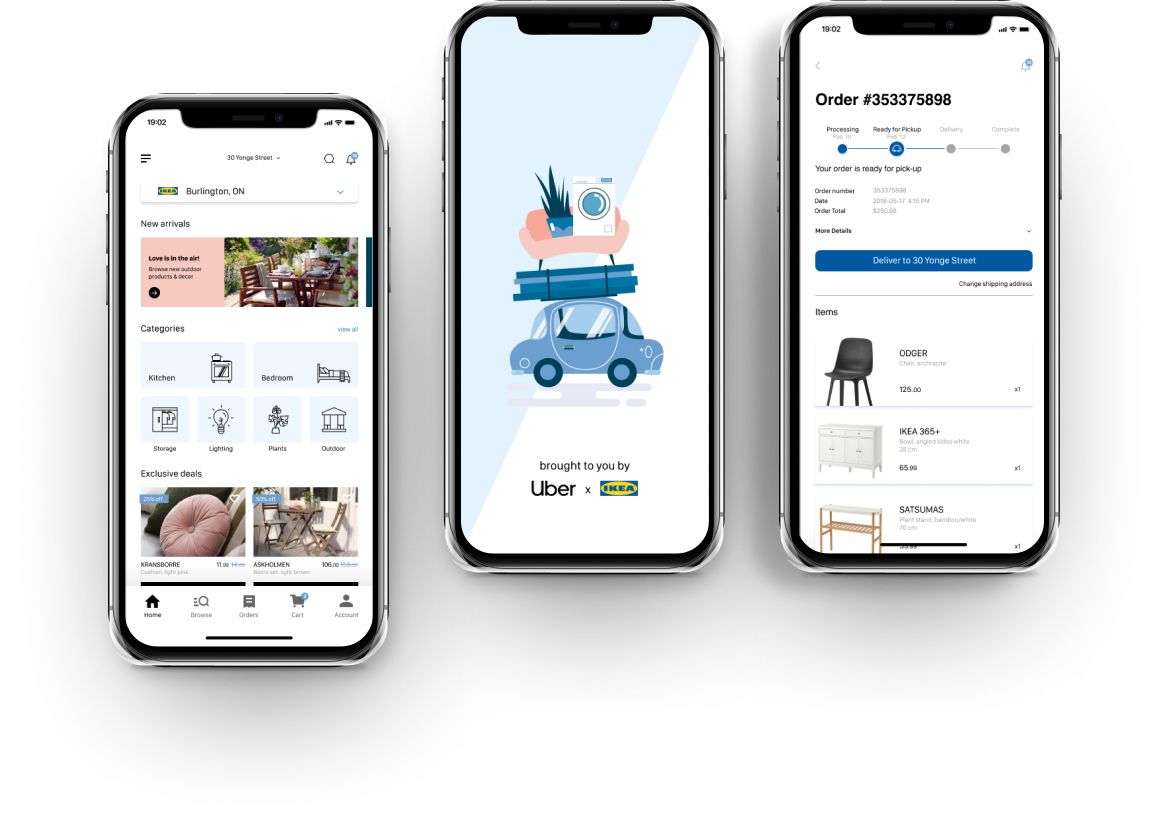 19:02
30 Yonge Street
IKEA
Burlington, ON
New arrivals
Love is in the air!
Browse new outdoor
products & decor
Categories
view all
Kitchen
Bedroom
Storage
Lighting
Plants
Outdoor
Exclusive deals
25% off
50% off
KRANSBORRE 11.99
Cushion, light pink
ASKHOLMEN 106.00
Bistro set, light brown
Home
Browse
Orders
Cart
Account
brought to you by
Uber x IKEA
19:02
Order #353375898
Processing
Feb 10
Ready for Pickup
Feb 12
Delivery
Complete
Your order is ready for pick-up
Order number 353375898
Date 2018-05-17 4:15 PM
Order Total $250.98
More Details
Deliver to 30 Yonge Street
Change shipping address
Items
ODGER
Chair, anthracite
125.00 x1
IKEA 365+
Bowl, angled sides white
28 cm
65.99 x1
SATSUMAS
Plant stand, bamboo/white
70 cm
x1